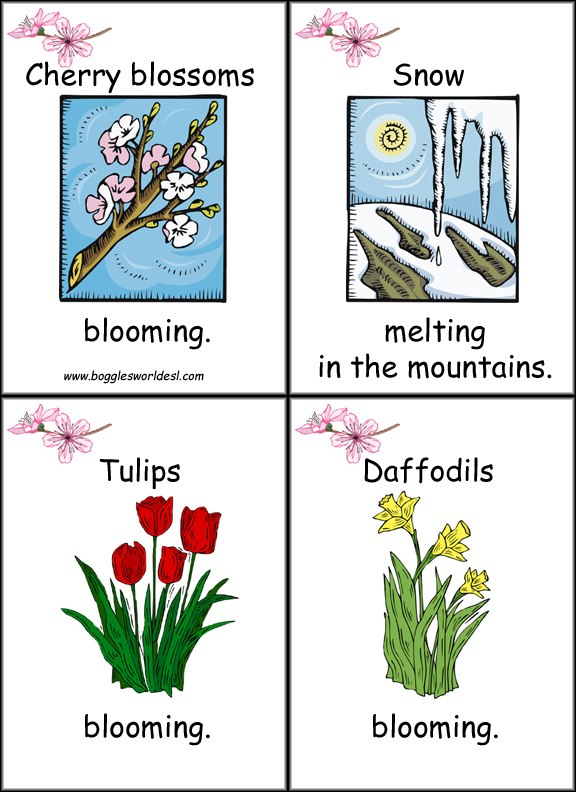 Cherry blossoms
blooming.
www.bogglesworldesl.com
Snow
melting
in the mountains.
Tulips
blooming.
Daffodils
blooming.